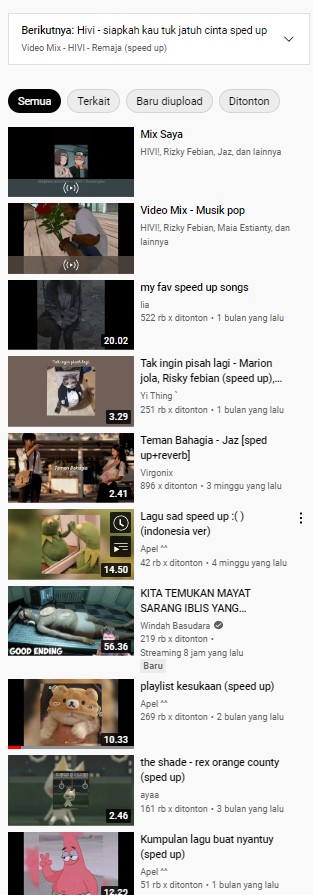 Berikutnya: Hivi - siapkah kau tuk jatuh cinta sped up
Video Mix - HIVI - Remaja (speed up)
Semua
Terkait
Baru diupload
Ditonton
Mix Saya
HIVI!, Rizky Febian, Jaz, dan lainnya
Video Mix - Musik pop
HIVI!, Rizky Febian, Maia Estianty, dan
lainnya
my fav speed up songs
lia
522 rb x ditonton • 1 bulan yang lalu
20.02
Tak ingin pisah lagi
Tak ingin pisah lagi - Marion
jola, Risky febian (speed up),...
Yi Thing `
251 rb x ditonton • 1 bulan yang lalu
3.29
Teman Bahagia
Teman Bahagia - Jaz [sped
up+reverb]
Virgonix
896 x ditonton • 3 minggu yang lalu
2.41
Lagu sad speed up :( )
(indonesia ver)
Apel ^^
42 rb x ditonton • 4 minggu yang lalu
14.50
KITA TEMUKAN MAYAT
SARANG IBLIS YANG...
Windah Basudara
219 rb x ditonton •
Streaming 8 jam yang lalu
Baru
GOOD ENDING
56.36
playlist kesukaan (speed up)
Apel ^^
269 rb x ditonton • 2 bulan yang lalu
10.33
the shade - rex orange county
(sped up)
ayaa
161 rb x ditonton • 3 bulan yang lalu
2.46
Kumpulan lagu buat nyantuy
(sped up)
Apel ^^
51 rb x ditonton • 1 bulan yang lalu
12.29